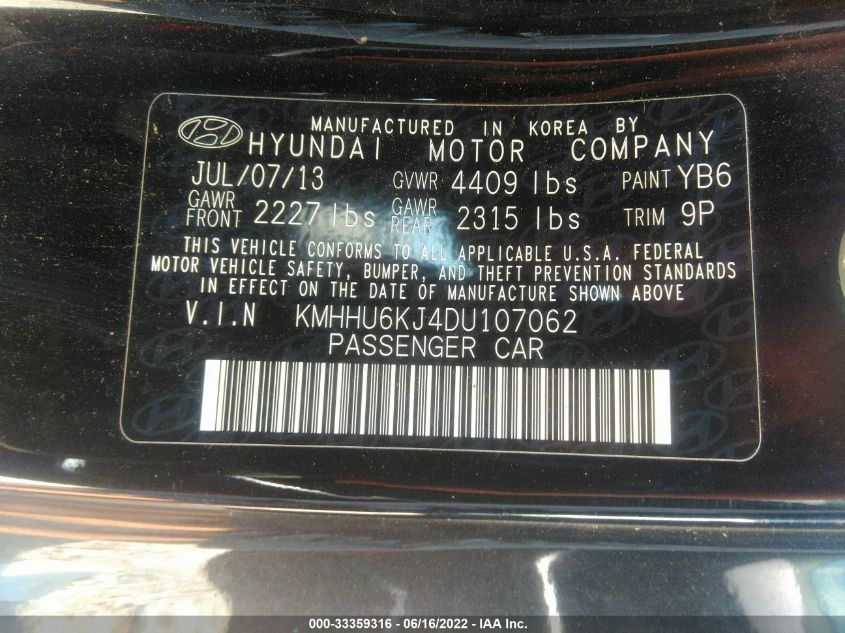 MANUFACTURED IN KOREA BY
HYUNDAI MOTOR COMPANY
JUL/07/13 GVWR 4409 lbs PAINT YB6
GAWR FRONT 2227 lbs GAWR REAR 2315 lbs TRIM 9P
THIS VEHICLE CONFORMS TO ALL APPLICABLE U.S.A. FEDERAL
MOTOR VEHICLE SAFETY, BUMPER, AND THEFT PREVENTION STANDARDS
IN EFFECT ON THE DATE OF MANUFACTURE SHOWN ABOVE
V.I.N KMHHU6KJ4DU107062
PASSENGER CAR
000-33359316 - 06/16/2022 - IAA Inc.